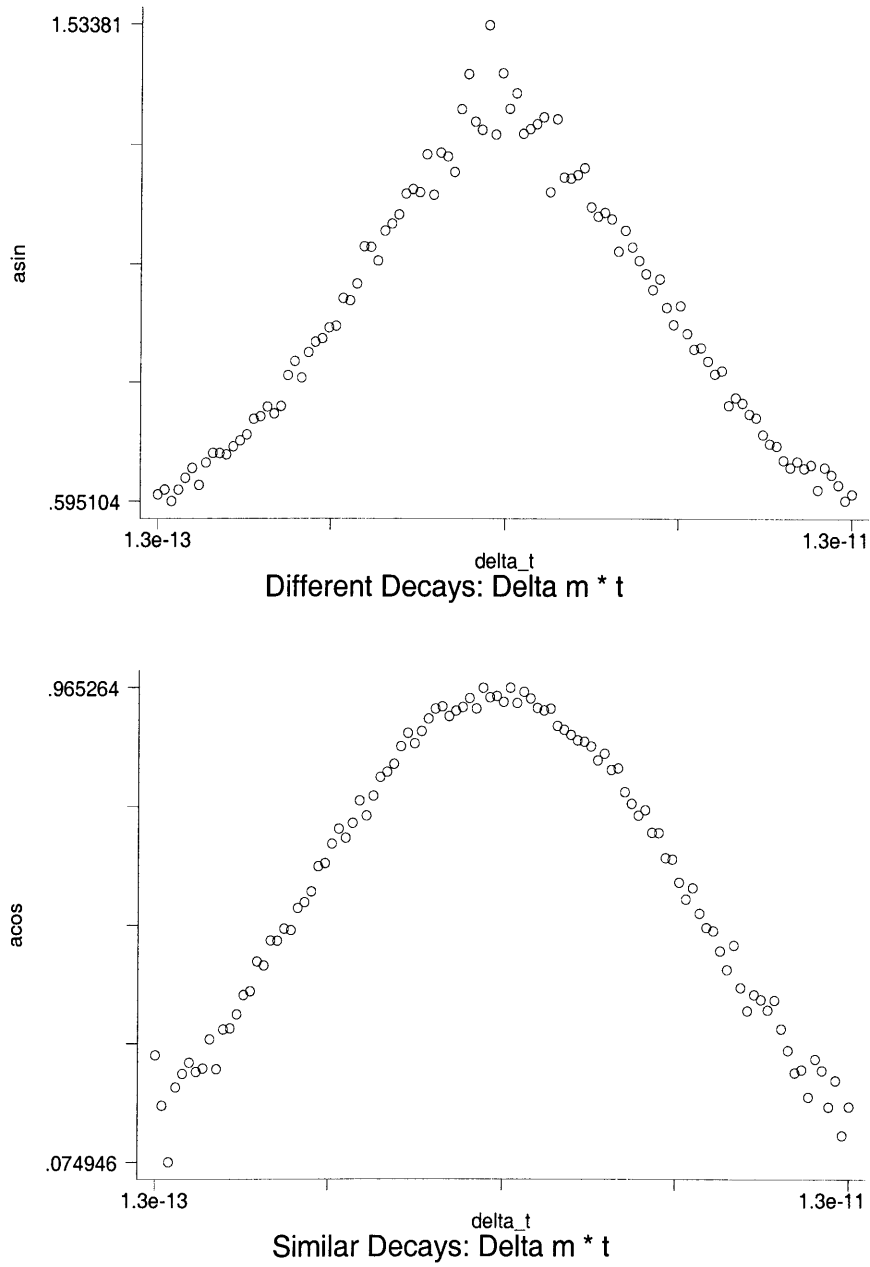 1.53381
asin
.595104
1.3e-13
1.3e-11
delta_t
Different Decays: Delta m * t
.965264
acos
.074946
1.3e-13
1.3e-11
delta_t
Similar Decays: Delta m * t